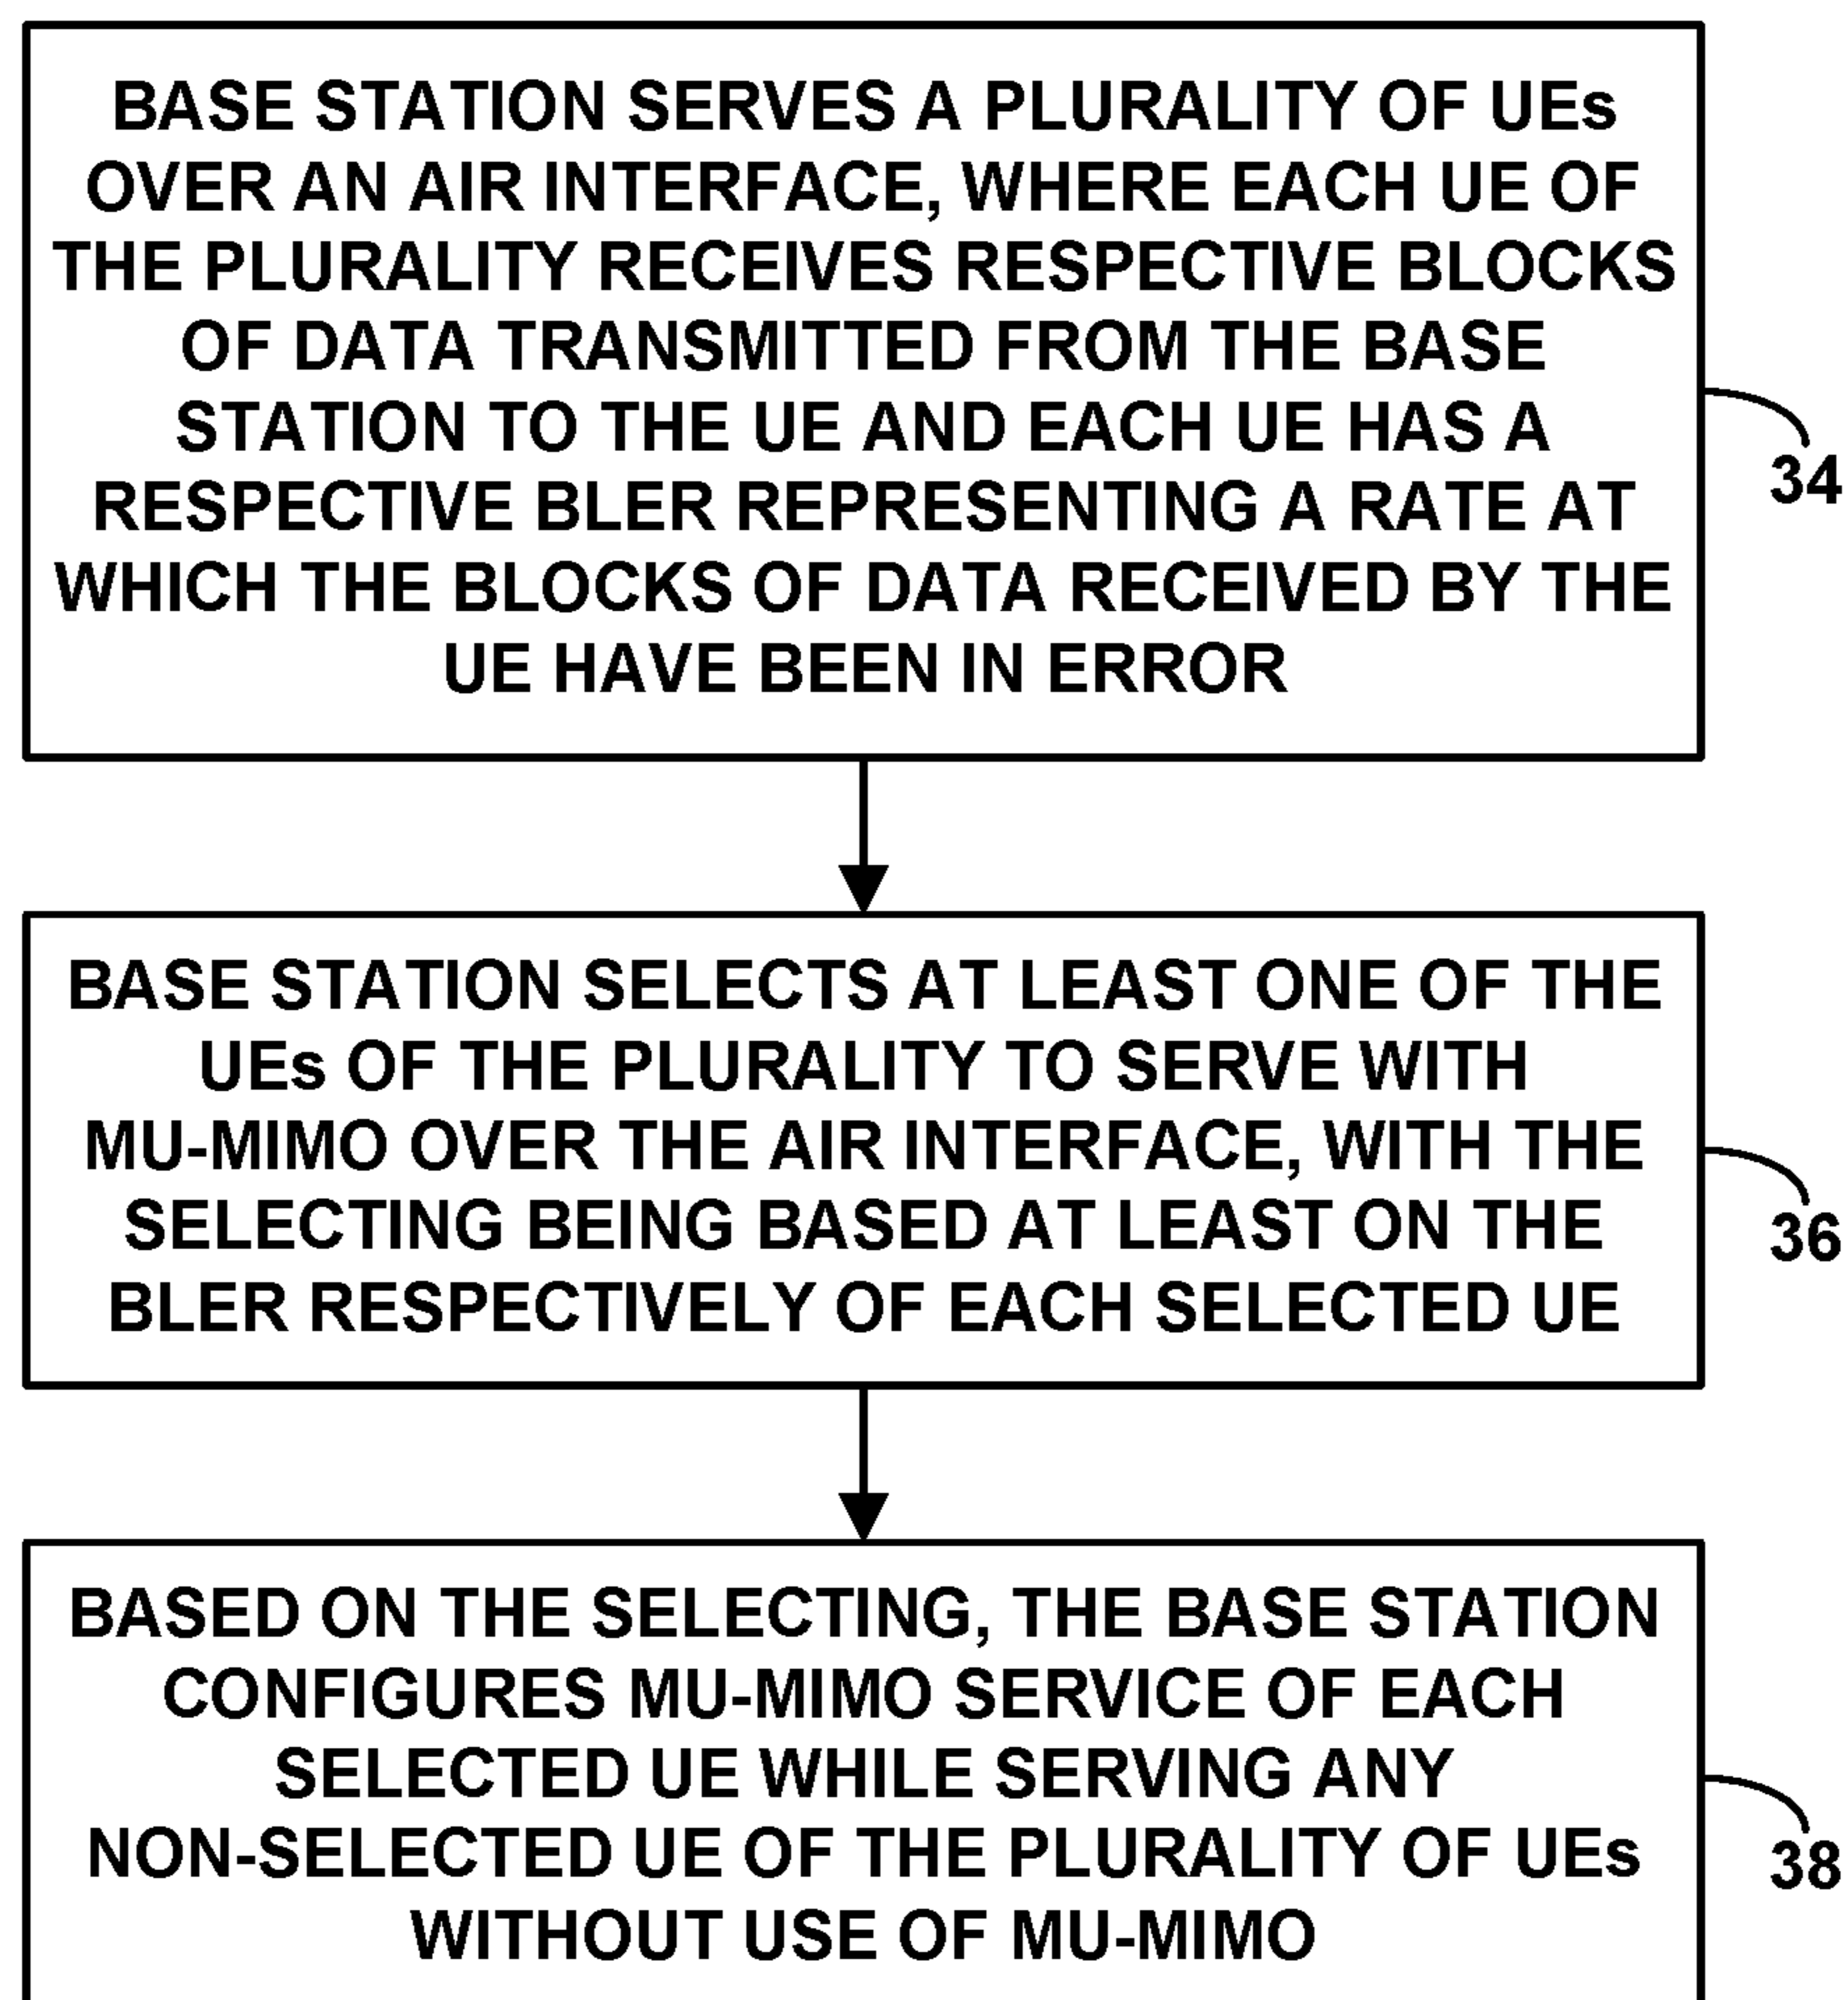 BASE STATION SERVES A PLURALITY OF UEs
OVER AN AIR INTERFACE, WHERE EACH UE OF
THE PLURALITY RECEIVES RESPECTIVE BLOCKS
OF DATA TRANSMITTED FROM THE BASE
STATION TO THE UE AND EACH UE HAS A
RESPECTIVE BLER REPRESENTING A RATE AT
WHICH THE BLOCKS OF DATA RECEIVED BY THE
UE HAVE BEEN IN ERROR
34
BASE STATION SELECTS AT LEAST ONE OF THE
UEs OF THE PLURALITY TO SERVE WITH
MU-MIMO OVER THE AIR INTERFACE, WITH THE
SELECTING BEING BASED AT LEAST ON THE
BLER RESPECTIVELY OF EACH SELECTED UE
36
BASED ON THE SELECTING, THE BASE STATION
CONFIGURES MU-MIMO SERVICE OF EACH
SELECTED UE WHILE SERVING ANY
NON-SELECTED UE OF THE PLURALITY OF UEs
WITHOUT USE OF MU-MIMO
38